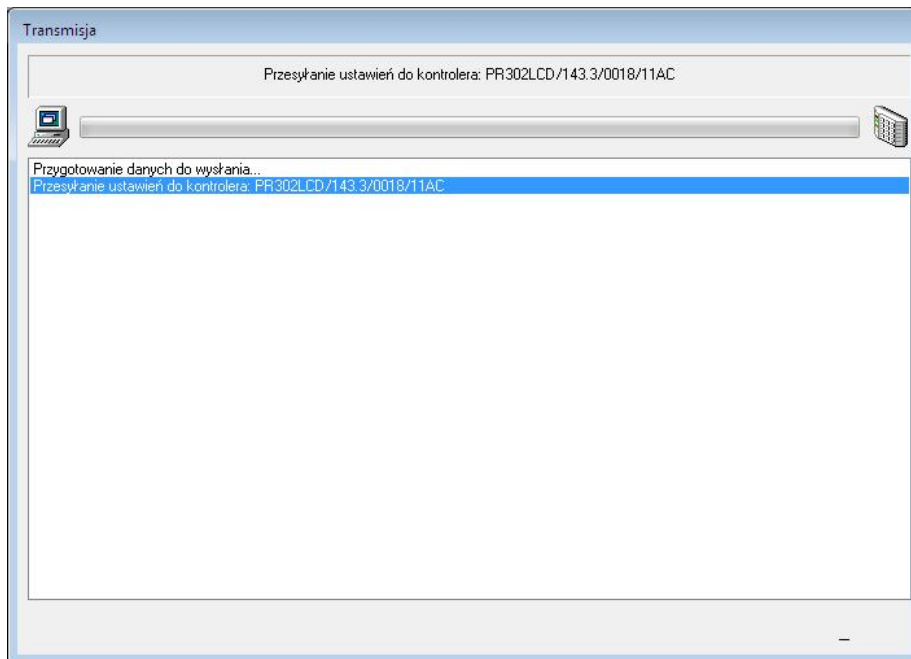 Transmisja
Przesyłanie ustawień do kontrolera: PR302LCD/143.3/0018/11AC
Przygotowanie danych do wysłania...
Przesyłanie ustawień do kontrolera: PR302LCD/143.3/0018/11AC